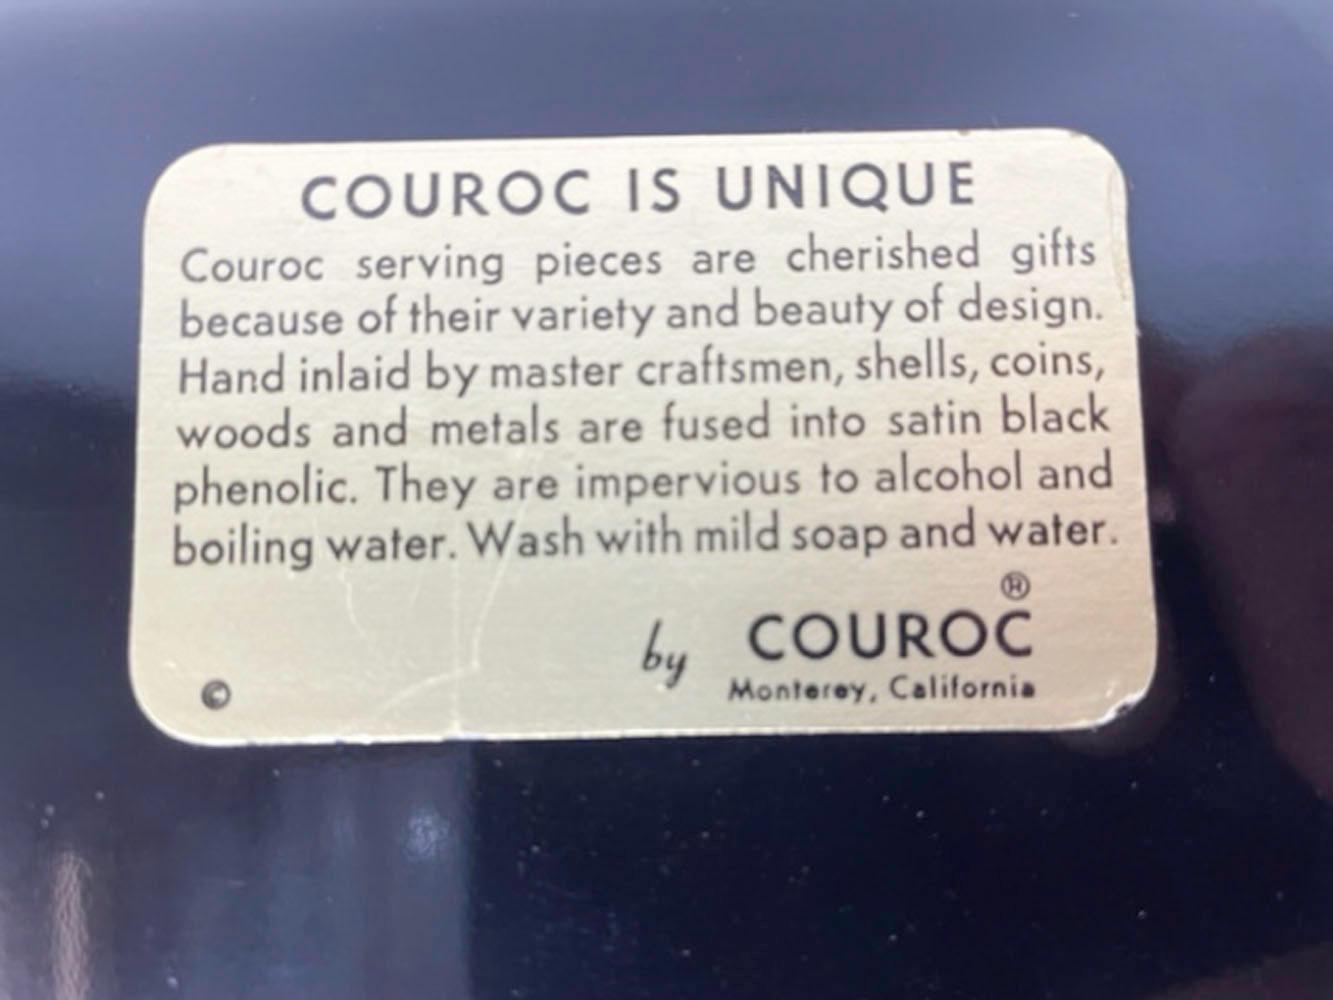 COUROC IS UNIQUE
Couroc serving pieces are cherished gifts
because of their variety and beauty of design.
Hand inlaid by master craftsmen, shells, coins,
woods and metals are fused into satin black
phenolic. They are impervious to alcohol and
boiling water. Wash with mild soap and water.
by COUROC®
Monterey, California
©